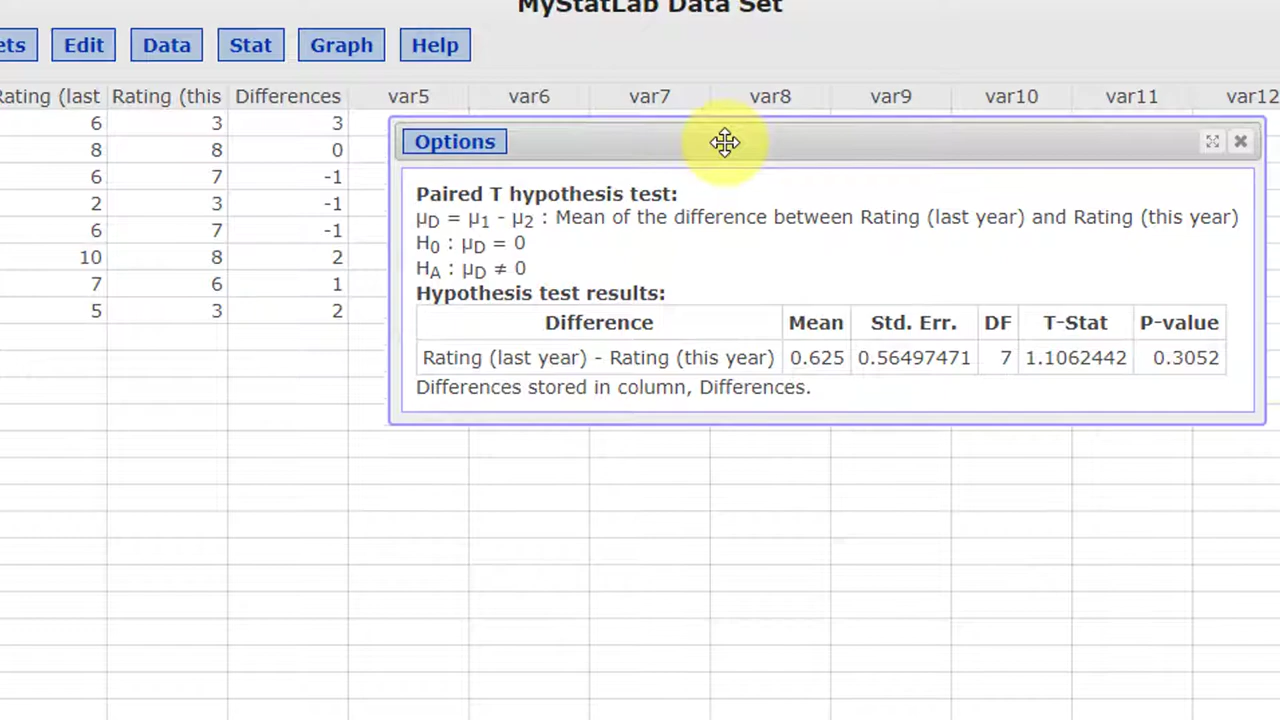 MyStatLab Data Set
ets Edit Data Stat Graph Help
Rating (last Rating (this Differences var5 var6 var7 var8 var9 var10 var11 var12
6 3 3
8 8 0
6 7 -1
2 3 -1
6 7 -1
10 8 2
7 6 1
5 3 2
Options
Paired T hypothesis test:
μD = μ1 - μ2 : Mean of the difference between Rating (last year) and Rating (this year)
H0 : μD = 0
HA : μD ≠ 0
Hypothesis test results:
Difference Mean Std. Err. DF T-Stat P-value
Rating (last year) - Rating (this year) 0.625 0.56497471 7 1.1062442 0.3052
Differences stored in column, Differences.